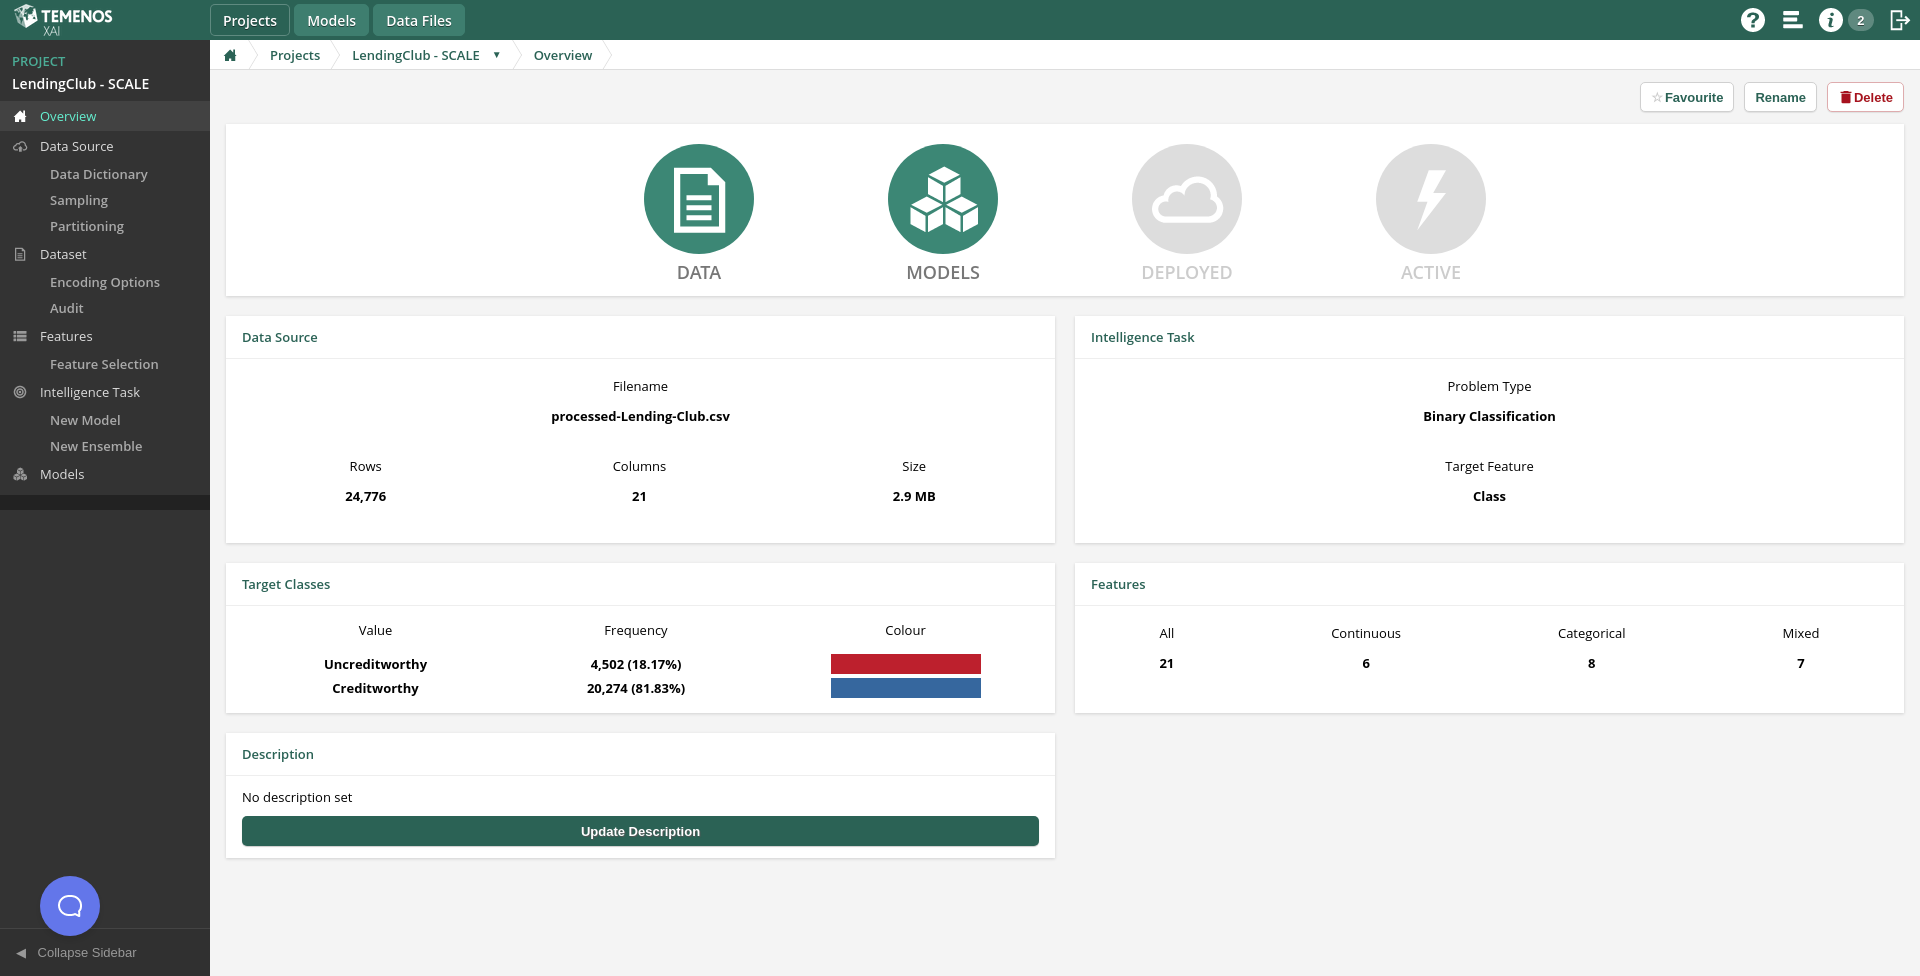 TEMENOS
XAI
Projects
Models
Data Files
2
PROJECT
LendingClub - SCALE
Overview
Data Source
Data Dictionary
Sampling
Partitioning
Dataset
Encoding Options
Audit
Features
Feature Selection
Intelligence Task
New Model
New Ensemble
Models
Collapse Sidebar
Projects
LendingClub - SCALE
Overview
Favourite
Rename
Delete
DATA
MODELS
DEPLOYED
ACTIVE
Data Source
Filename
processed-Lending-Club.csv
Rows Columns Size
24,776 21 2.9 MB
Intelligence Task
Problem Type
Binary Classification
Target Feature
Class
Target Classes
Value Frequency Colour
Uncreditworthy 4,502 (18.17%)
Creditworthy 20,274 (81.83%)
Features
All Continuous Categorical Mixed
21 6 8 7
Description
No description set
Update Description